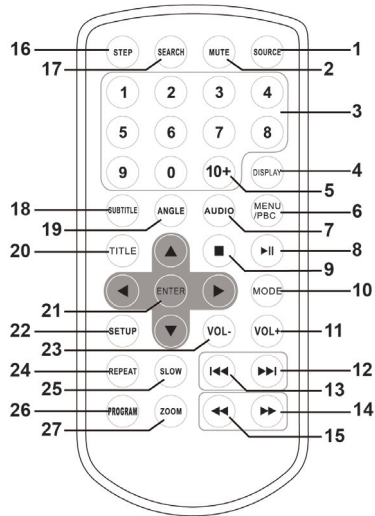 16 STEP SEARCH MUTE SOURCE 1
17 2
1 2 3 4 3
5 6 7 8
9 0 10+ DISPLAY 4
5
18 SUBTITLE ANGLE AUDIO MENU /PBC 6
19 7
20 TITLE 8
9
21 ENTER MODE 10
22 SETUP VOL- VOL+ 11
23
24 REPEAT SLOW 12
25 13
26 PROGRAM ZOOM 14
27 15